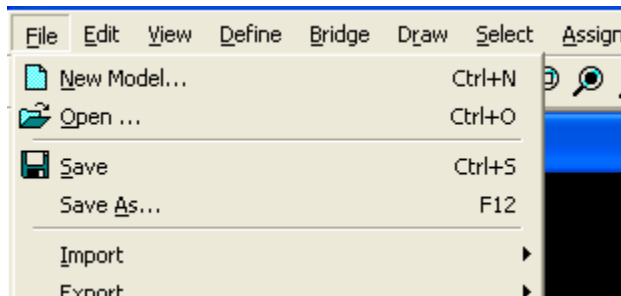 File Edit View Define Bridge Draw Select Assign
New Model... Ctrl+N
Open ... Ctrl+O
Save Ctrl+S
Save As... F12
Import
Export